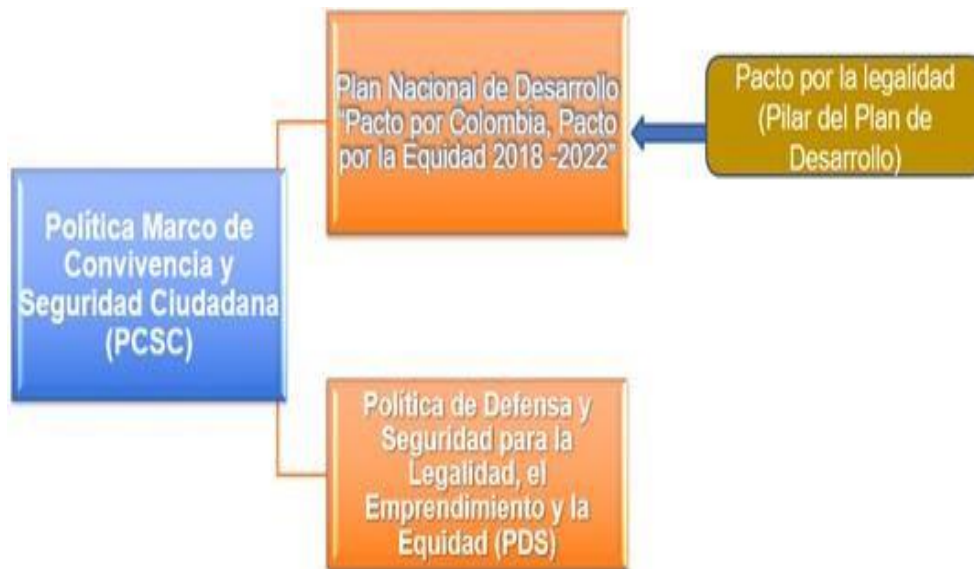 Plan Nacional de Desarrollo
“Pacto por Colombia, Pacto
por la Equidad 2018 -2022”
Pacto por la legalidad
(Pilar del Plan de
Desarrollo)
Política Marco de
Convivencia y
Seguridad Ciudadana
(PCSC)
Política de Defensa y
Seguridad para la
Legalidad, el
Emprendimiento y la
Equidad (PDS)